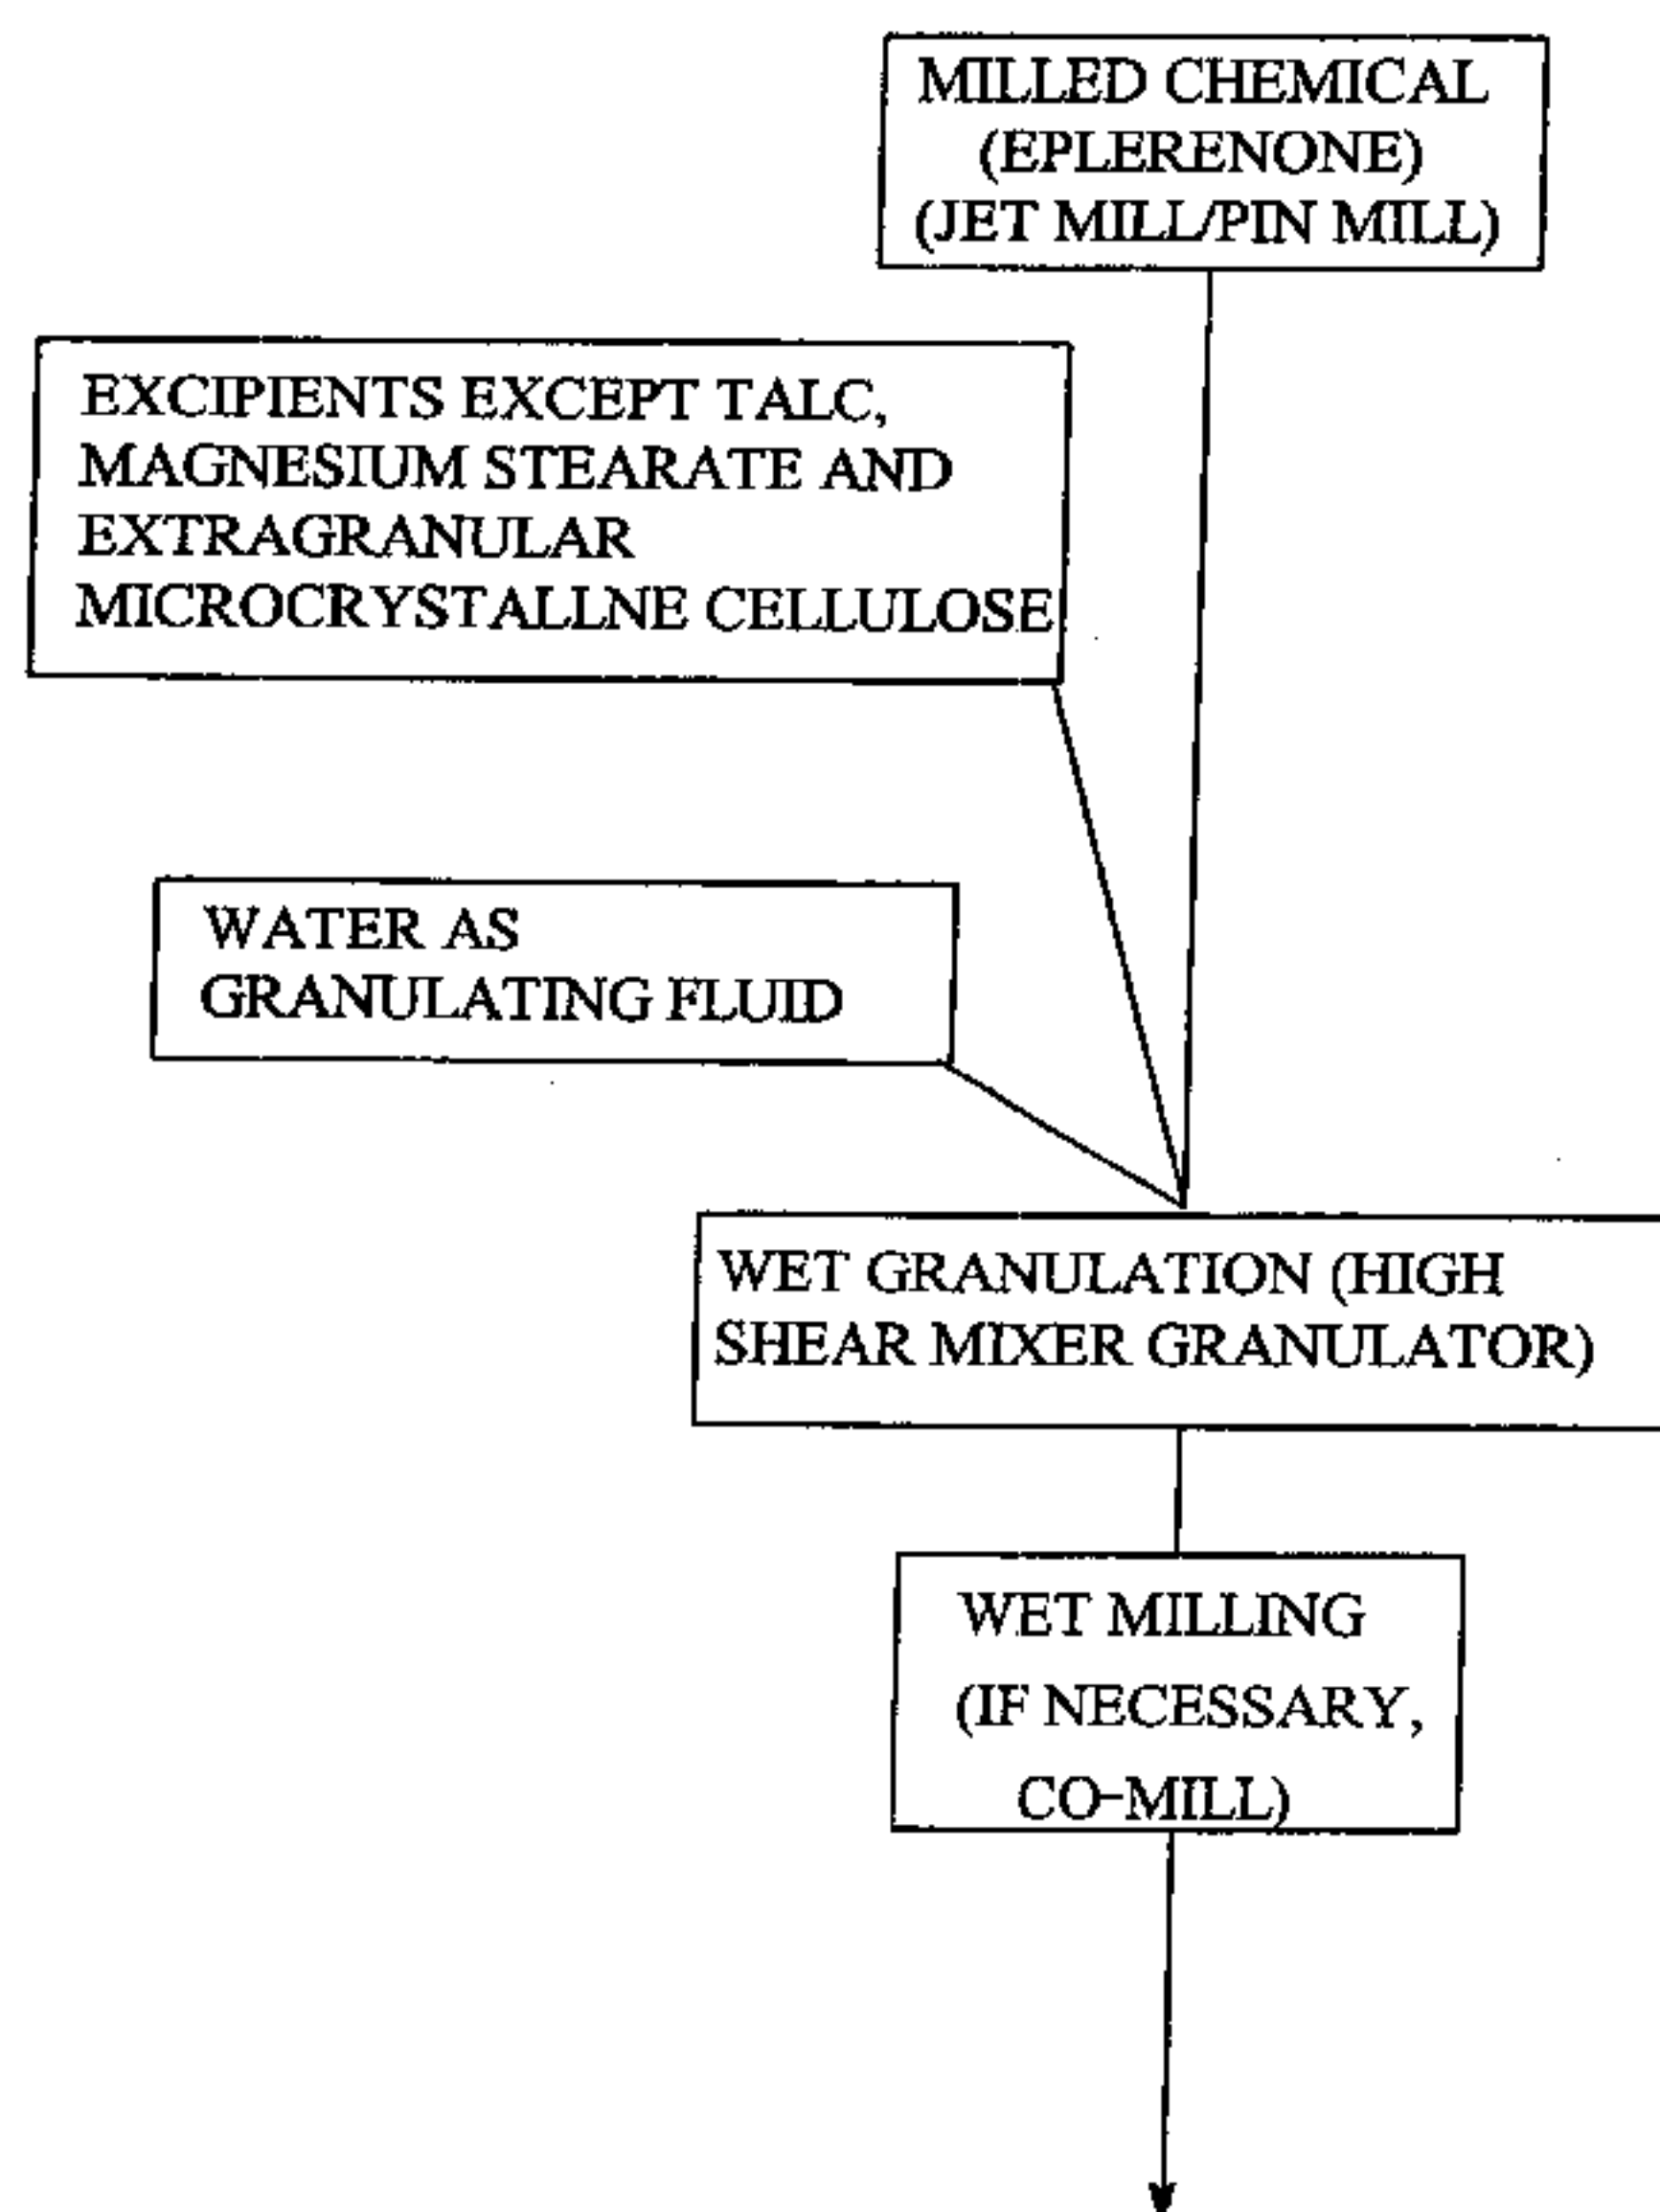 MILLED CHEMICAL
(EPLERENONE)
(JET MILL/PIN MILL)
EXCIPIENTS EXCEPT TALC,
MAGNESIUM STEARATE AND
EXTRAGRANULAR
MICROCRYSTALLNE CELLULOSE
WATER AS
GRANULATING FLUID
WET GRANULATION (HIGH
SHEAR MIXER GRANULATOR)
WET MILLING
(IF NECESSARY,
CO-MILL)